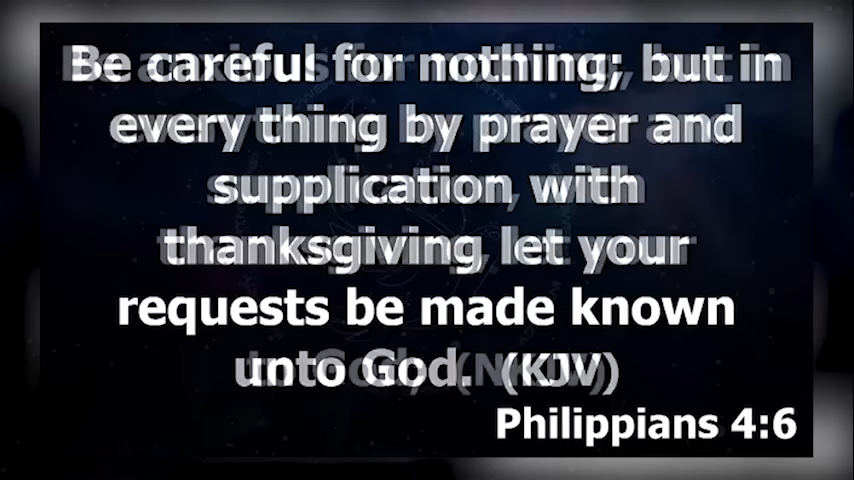 Be careful for nothing; but in
every thing by prayer and
supplication with
thanksgiving let your
requests be made known
unto God. (KJV)
Philippians 4:6